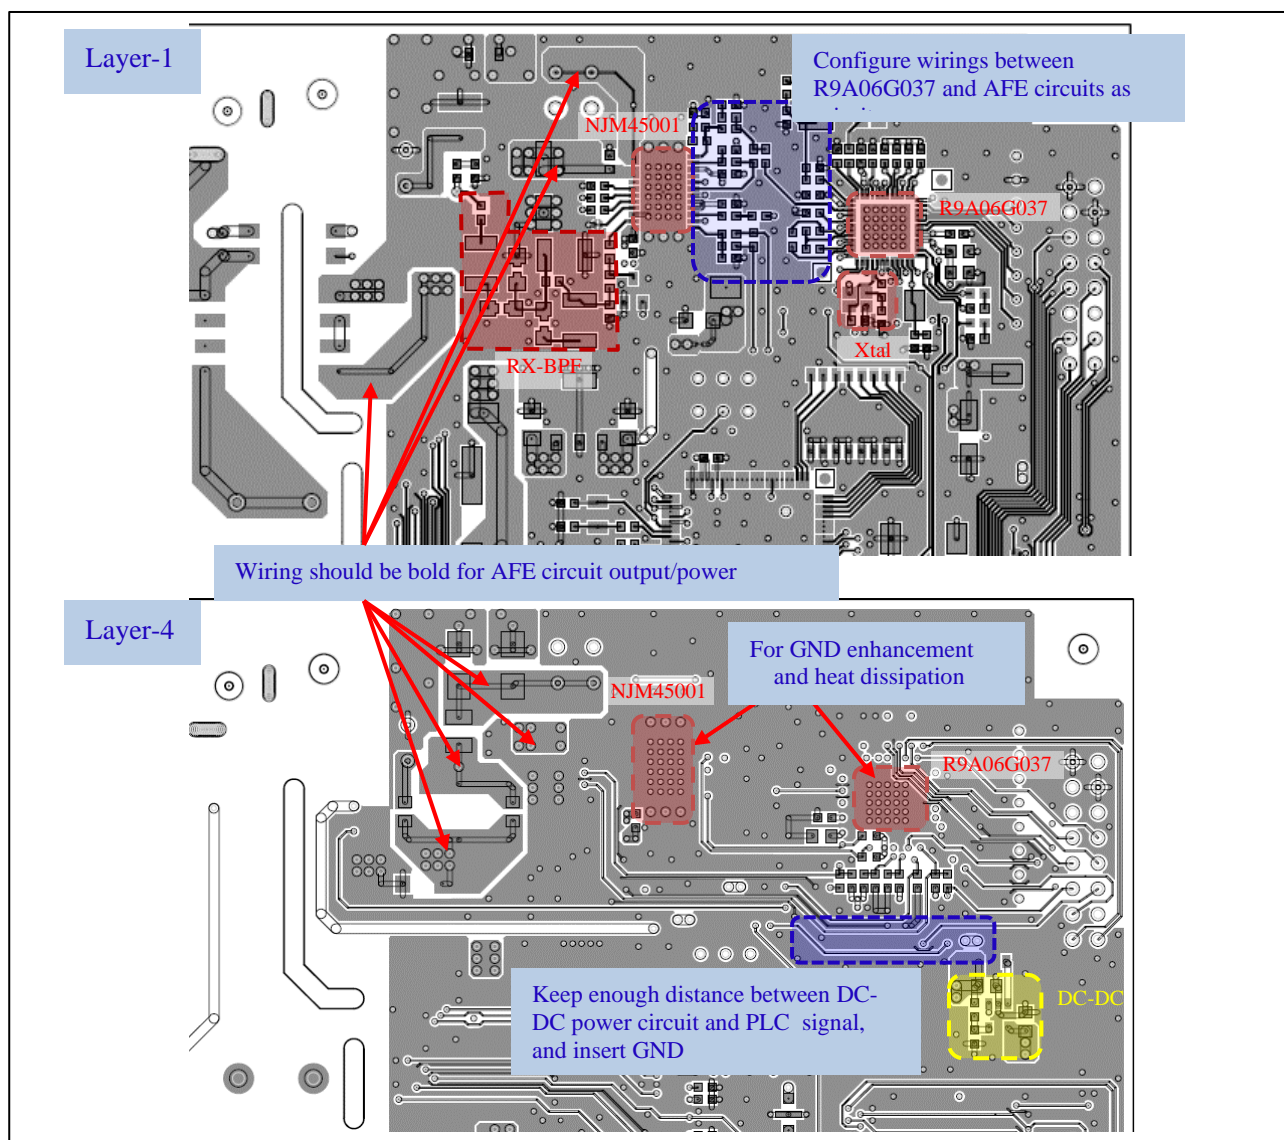 Layer-1
Configure wirings between
R9A06G037 and AFE circuits as
NJM45001
R9A06G037
Xtal
RX-BPF
Wiring should be bold for AFE circuit output/power
Layer-4
For GND enhancement
and heat dissipation
NJM45001
R9A06G037
Keep enough distance between DC-
DC power circuit and PLC signal,
and insert GND
DC-DC